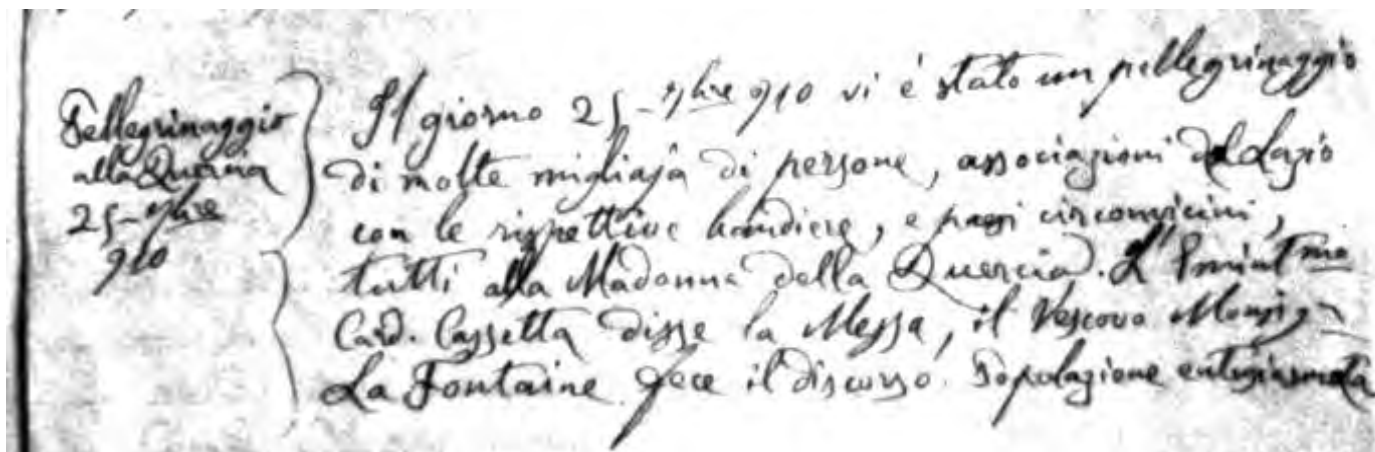 Pellegrinaggio
alla Quercia
25-7bre
910
Il giorno 25-7bre 910 vi è stato un pellegrinaggio
di molte migliaja di persone, associazioni del Lazio
con le rispettive bandiere, e paesi circonvicini,
tutti alla Madonna della Quercia. L'Eminentmo
Card. Cassetta disse la Messa, il Vescovo Monsig
La Fontaine fece il discorso. Popolazione entusiasmata